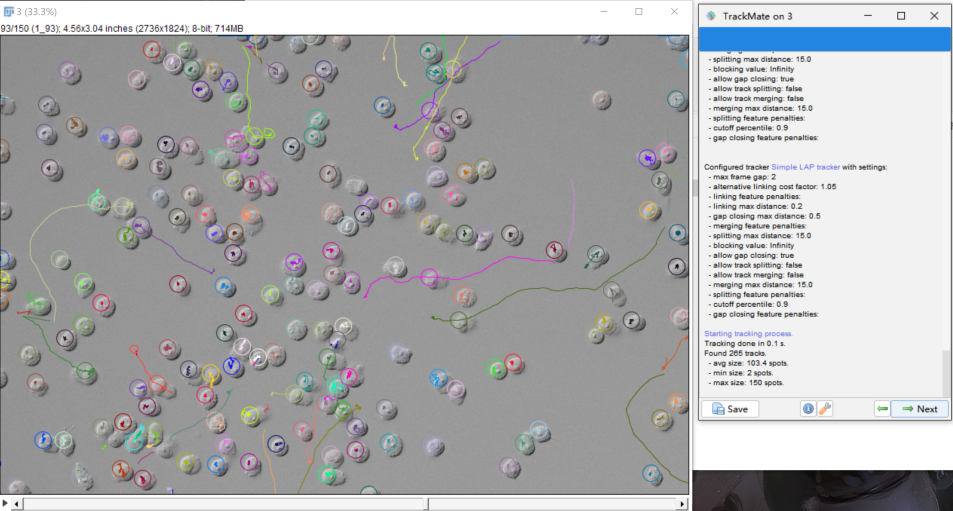 3 (33.3%)
93/150 (1_93); 4.56x3.04 inches (2736x1824); 8-bit; 714MB
TrackMate on 3
- splitting max distance: 15.0
- blocking value: Infinity
- allow gap closing: true
- allow track splitting: false
- allow track merging: false
- merging max distance: 15.0
- splitting feature penalties:
- cutoff percentile: 0.9
- gap closing feature penalties:
Configured tracker Simple LAP tracker with settings:
- max frame gap: 2
- alternative linking cost factor: 1.05
- linking feature penalties:
- linking max distance: 0.2
- gap closing max distance: 0.5
- merging feature penalties:
- splitting max distance: 15.0
- blocking value: Infinity
- allow gap closing: true
- allow track splitting: false
- allow track merging: false
- merging max distance: 15.0
- splitting feature penalties:
- cutoff percentile: 0.9
- gap closing feature penalties:
Starting tracking process.
Tracking done in 0.1 s.
Found 265 tracks.
- avg size: 103.4 spots.
- min size: 2 spots.
- max size: 150 spots.
Save
Next